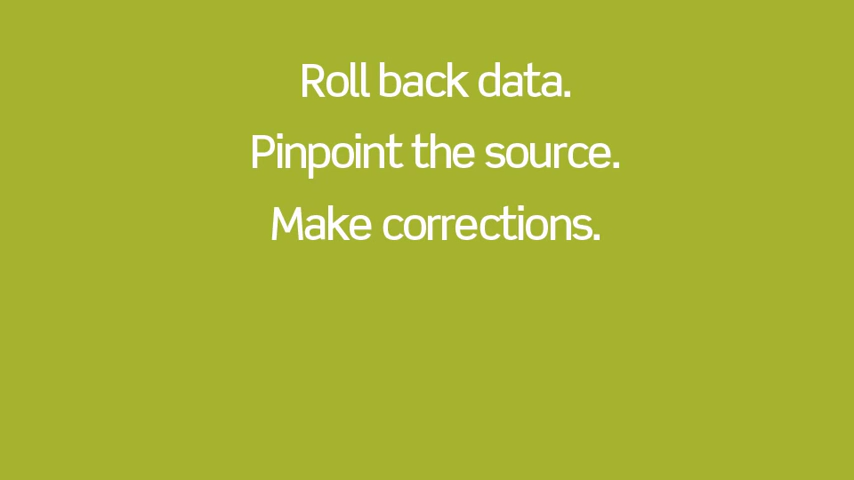 Roll back data.
Pinpoint the source.
Make corrections.